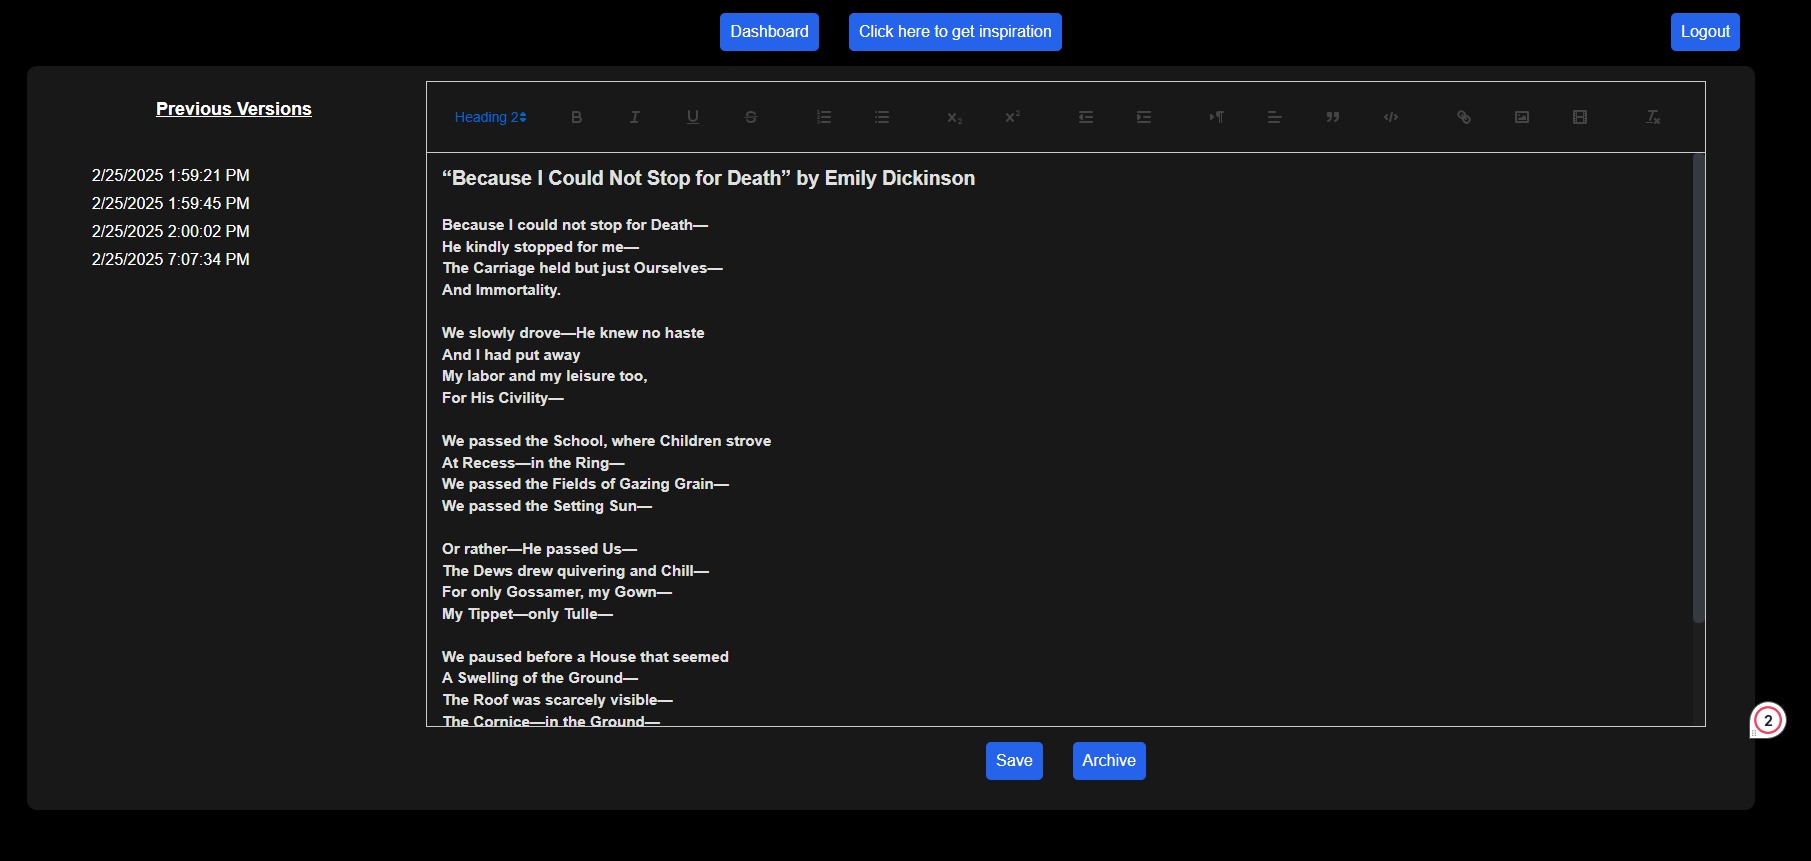 Dashboard
Click here to get inspiration
Logout
Previous Versions
2/25/2025 1:59:21 PM
2/25/2025 1:59:45 PM
2/25/2025 2:00:02 PM
2/25/2025 7:07:34 PM
Heading 2
“Because I Could Not Stop for Death” by Emily Dickinson
Because I could not stop for Death—
He kindly stopped for me—
The Carriage held but just Ourselves—
And Immortality.
We slowly drove—He knew no haste
And I had put away
My labor and my leisure too,
For His Civility—
We passed the School, where Children strove
At Recess—in the Ring—
We passed the Fields of Gazing Grain—
We passed the Setting Sun—
Or rather—He passed Us—
The Dews drew quivering and Chill—
For only Gossamer, my Gown—
My Tippet—only Tulle—
We paused before a House that seemed
A Swelling of the Ground—
The Roof was scarcely visible—
The Cornice—in the Ground—
2
Save
Archive